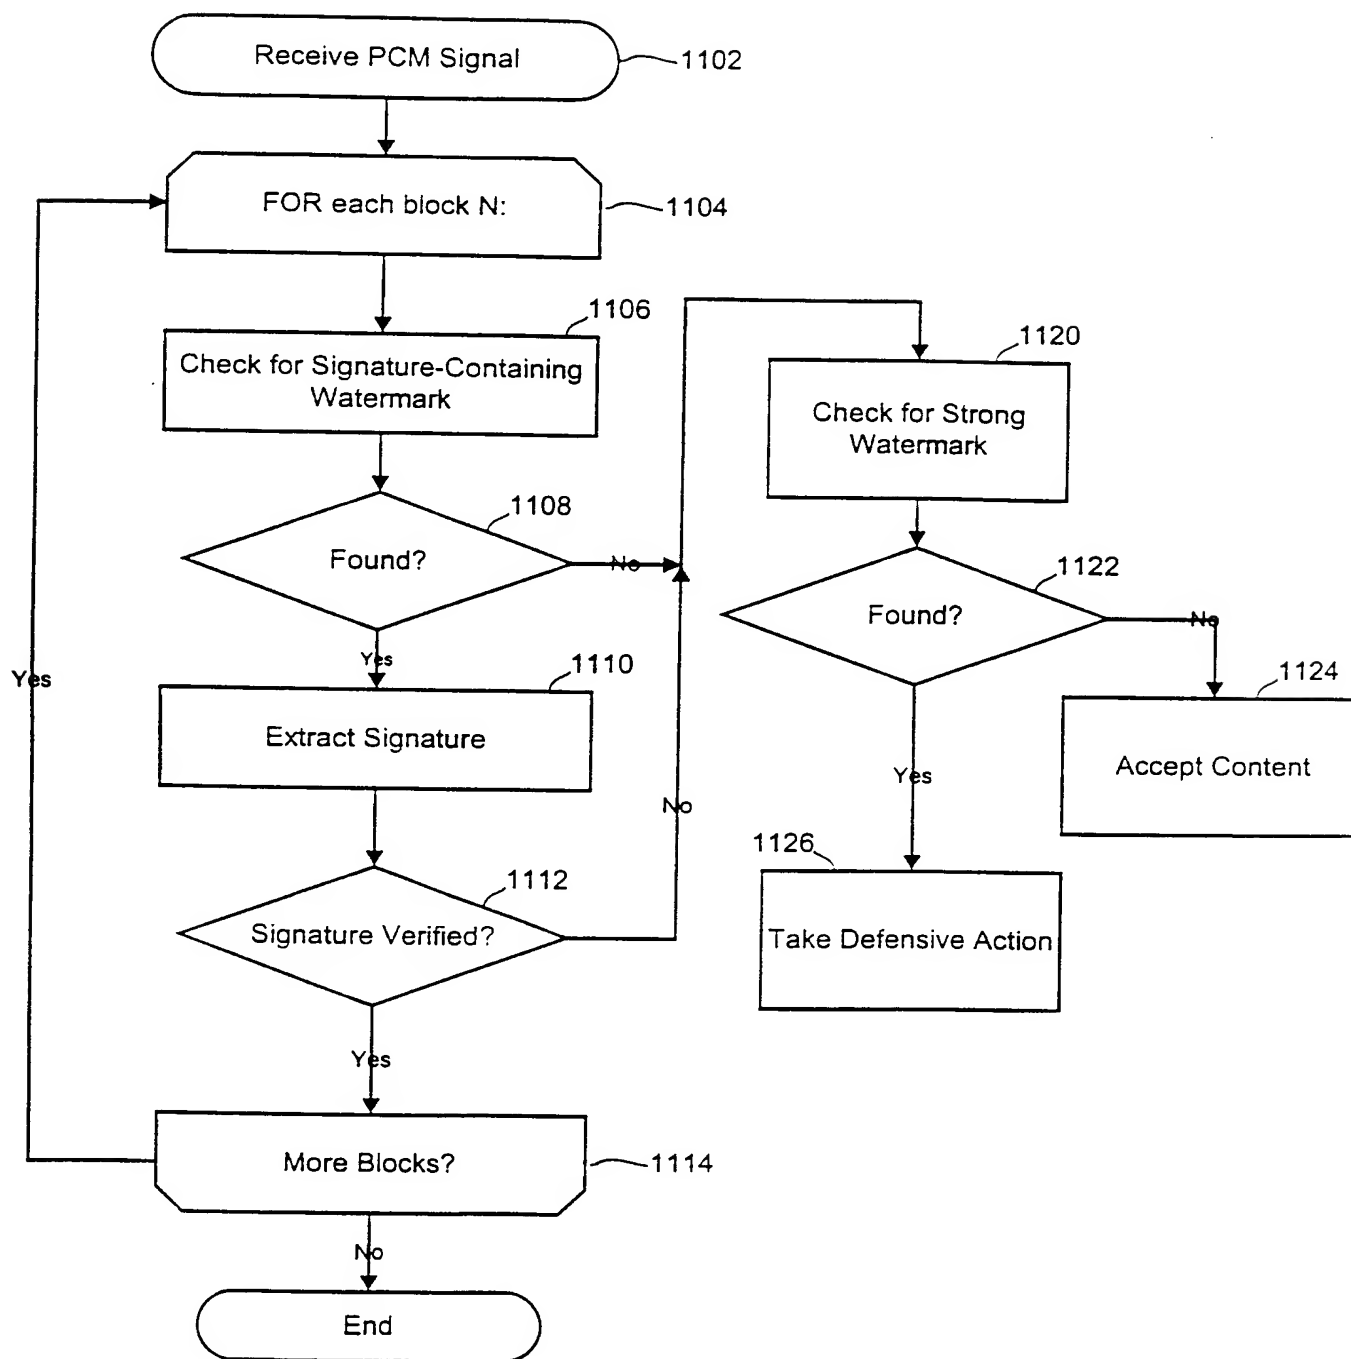 Receive PCM Signal
1102
FOR each block N:
1104
1106
Check for Signature-Containing
Watermark
1108
Found?
No
Yes
1110
Extract Signature
1112
Signature Verified?
No
Yes
More Blocks?
1114
Yes
No
End
1120
Check for Strong
Watermark
1122
Found?
No
1124
Accept Content
Yes
1126
Take Defensive Action